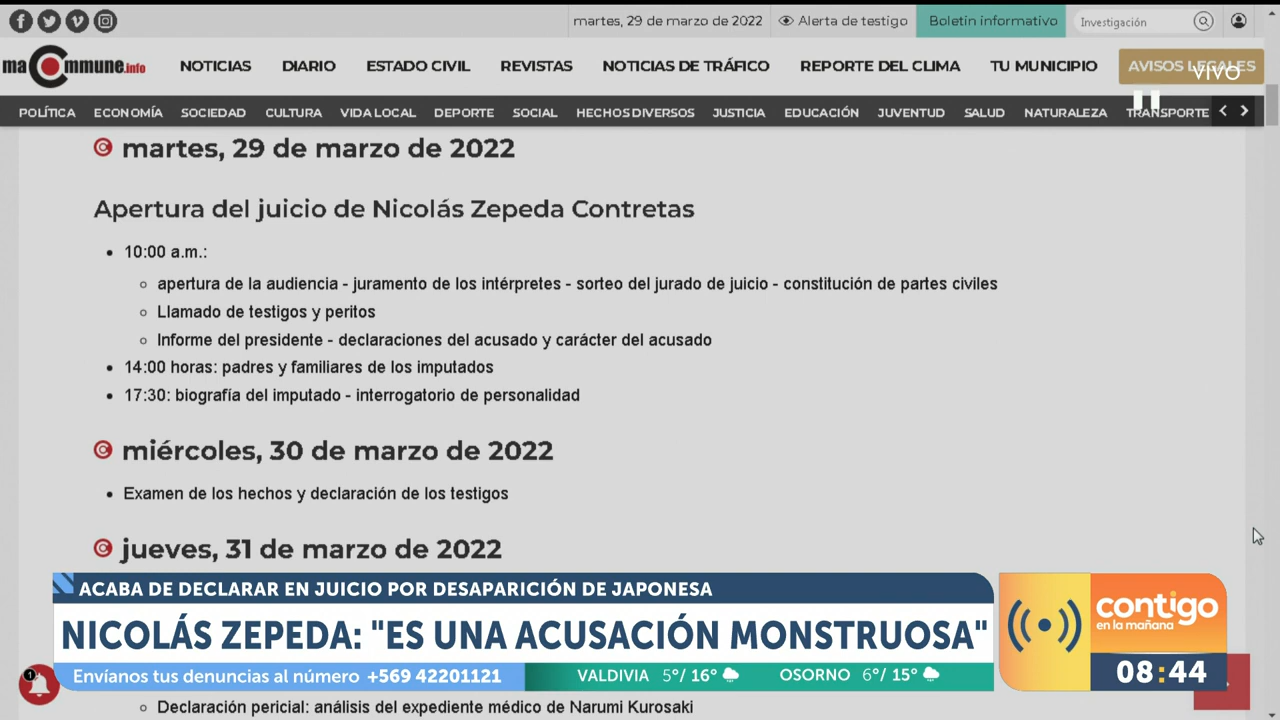 martes, 29 de marzo de 2022 Alerta de testigo Boletín informativo Investigación
maCommune.info NOTICIAS DIARIO ESTADO CIVIL REVISTAS NOTICIAS DE TRÁFICO REPORTE DEL CLIMA TU MUNICIPIO AVISOS LEGALES
VIVO
POLÍTICA ECONOMÍA SOCIEDAD CULTURA VIDA LOCAL DEPORTE SOCIAL HECHOS DIVERSOS JUSTICIA EDUCACIÓN JUVENTUD SALUD NATURALEZA TRANSPORTE
martes, 29 de marzo de 2022
Apertura del juicio de Nicolás Zepeda Contretas
10:00 a.m.:
apertura de la audiencia - juramento de los intérpretes - sorteo del jurado de juicio - constitución de partes civiles
Llamado de testigos y peritos
Informe del presidente - declaraciones del acusado y carácter del acusado
14:00 horas: padres y familiares de los imputados
17:30: biografía del imputado - interrogatorio de personalidad
miércoles, 30 de marzo de 2022
Examen de los hechos y declaración de los testigos
jueves, 31 de marzo de 2022
ACABA DE DECLARAR EN JUICIO POR DESAPARICIÓN DE JAPONESA
NICOLÁS ZEPEDA: "ES UNA ACUSACIÓN MONSTRUOSA"
contigo
en la mañana
Envíanos tus denuncias al número +569 42201121 VALDIVIA 5°/ 16° OSORNO 6°/ 15°
08:44
1
Declaración pericial: análisis del expediente médico de Narumi Kurosaki